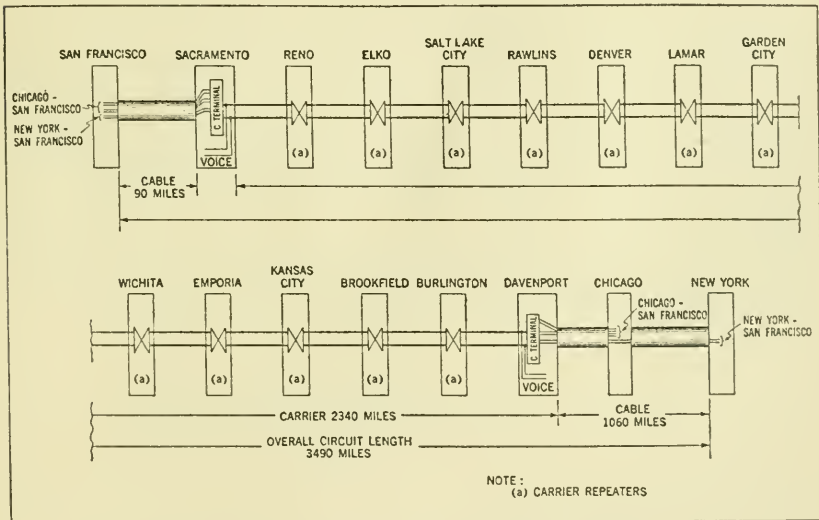 SAN FRANCISCO SACRAMENTO RENO ELKO SALT LAKE CITY RAWLINS DENVER LAMAR GARDEN CITY
CHICAGO -
SAN FRANCISCO
NEW YORK -
SAN FRANCISCO
C TERMINAL
VOICE
(a) (a) (a) (a) (a) (a) (a)
CABLE
90 MILES
WICHITA EMPORIA KANSAS CITY BROOKFIELD BURLINGTON DAVENPORT CHICAGO NEW YORK
CHICAGO -
SAN FRANCISCO
NEW YORK -
SAN FRANCISCO
C TERMINAL
VOICE
(a) (a) (a) (a) (a)
CARRIER 2340 MILES
CABLE
1060 MILES
OVERALL CIRCUIT LENGTH
3490 MILES
NOTE :
(a) CARRIER REPEATERS